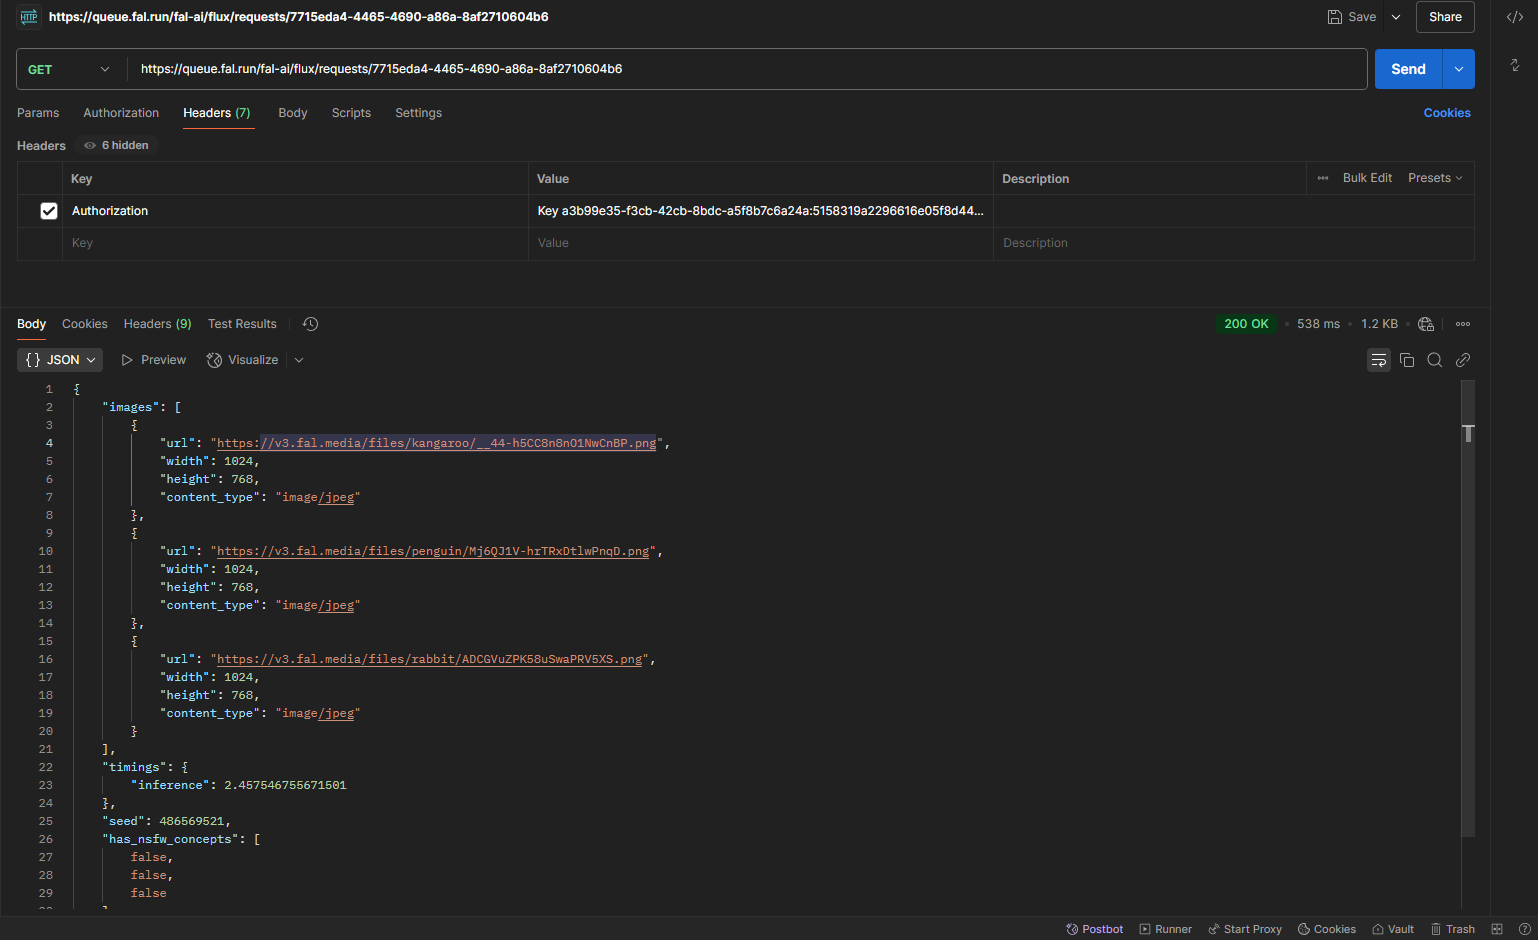 HTTP https://queue.fal.run/fal-ai/flux/requests/7715eda4-4465-4690-a86a-8af2710604b6 Save Share
GET https://queue.fal.run/fal-ai/flux/requests/7715eda4-4465-4690-a86a-8af2710604b6 Send
Params Authorization Headers (7) Body Scripts Settings Cookies
Headers 6 hidden
Key Value Description Bulk Edit Presets
Authorization Key a3b99e35-f3cb-42cb-8bdc-a5f8b7c6a24a:5158319a2296616e05f8d44...
Key Value Description
Body Cookies Headers (9) Test Results 200 OK 538 ms 1.2 KB
{} JSON Preview Visualize
1 {
2 "images": [
3 {
4 "url": "https://v3.fal.media/files/kangaroo/__44-h5CC8n8nO1NwCnBP.png",
5 "width": 1024,
6 "height": 768,
7 "content_type": "image/jpeg"
8 },
9 {
10 "url": "https://v3.fal.media/files/penguin/Mj6QJ1V-hrTRxDtlwPnqD.png",
11 "width": 1024,
12 "height": 768,
13 "content_type": "image/jpeg"
14 },
15 {
16 "url": "https://v3.fal.media/files/rabbit/ADCGVuZPK58uSwaPRV5XS.png",
17 "width": 1024,
18 "height": 768,
19 "content_type": "image/jpeg"
20 }
21 ],
22 "timings": {
23 "inference": 2.457546755671501
24 },
25 "seed": 486569521,
26 "has_nsfw_concepts": [
27 false,
28 false,
29 false
Postbot Runner Start Proxy Cookies Vault Trash